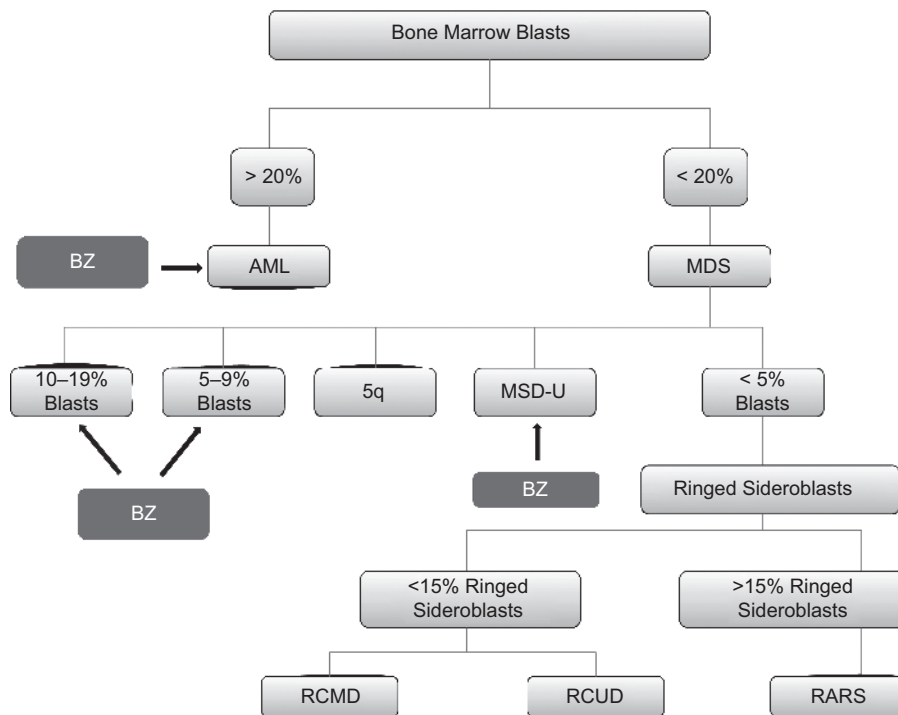 Bone Marrow Blasts
> 20%
< 20%
BZ
AML
MDS
10–19%
Blasts
5–9%
Blasts
5q
MSD-U
< 5%
Blasts
BZ
BZ
Ringed Sideroblasts
<15% Ringed
Sideroblasts
>15% Ringed
Sideroblasts
RCMD
RCUD
RARS